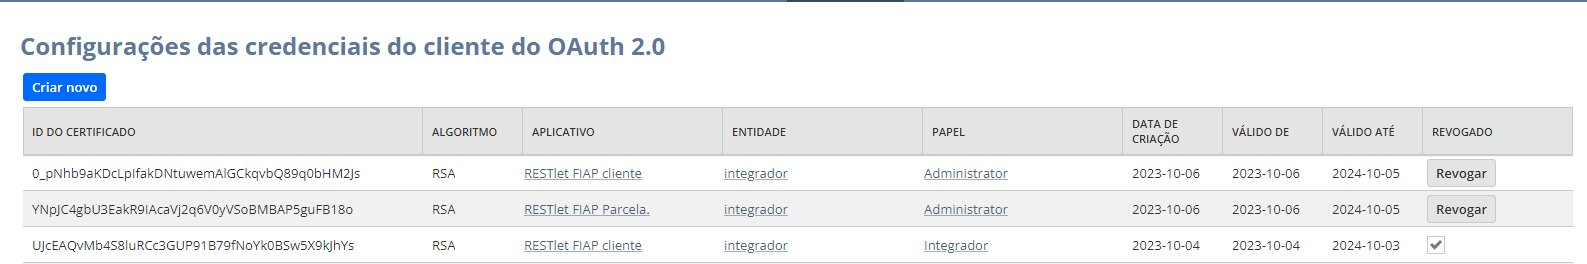 Configurações das credenciais do cliente do OAuth 2.0
Criar novo
ID DO CERTIFICADO ALGORITMO APLICATIVO ENTIDADE PAPEL DATA DE CRIAÇÃO VÁLIDO DE VÁLIDO ATÉ REVOGADO
0_pNhb9aKDcLpIfakDNtuwemAlGCkqvbQ89q0bHM2Js RSA RESTlet FIAP cliente integrador Administrator 2023-10-06 2023-10-06 2024-10-05 Revogar
YNpJC4gbU3EakR9IAcaVj2q6V0yVSoBMBAP5guFB18o RSA RESTlet FIAP Parcela. integrador Administrator 2023-10-06 2023-10-06 2024-10-05 Revogar
UJcEAQvMb4S8luRCc3GUP91B79fNoYk0BSw5X9kJhYs RSA RESTlet FIAP cliente integrador Integrador 2023-10-04 2023-10-04 2024-10-03